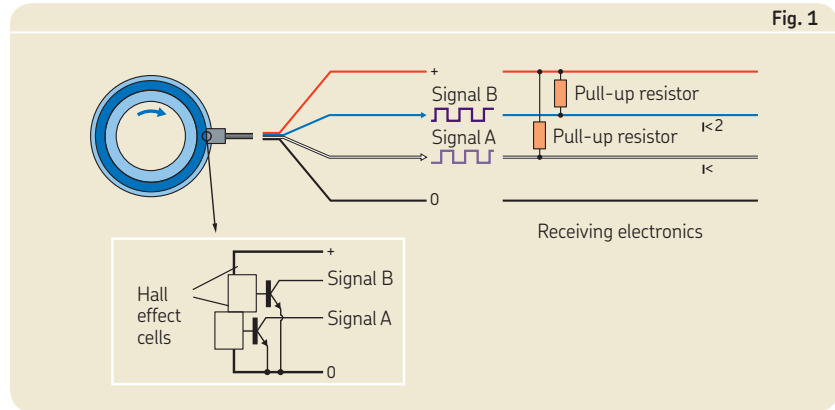 Fig. 1
+
Signal B
Pull-up resistor
I<2
Signal A
Pull-up resistor
I<
0
Receiving electronics
+
Signal B
Hall
effect
cells
Signal A
0